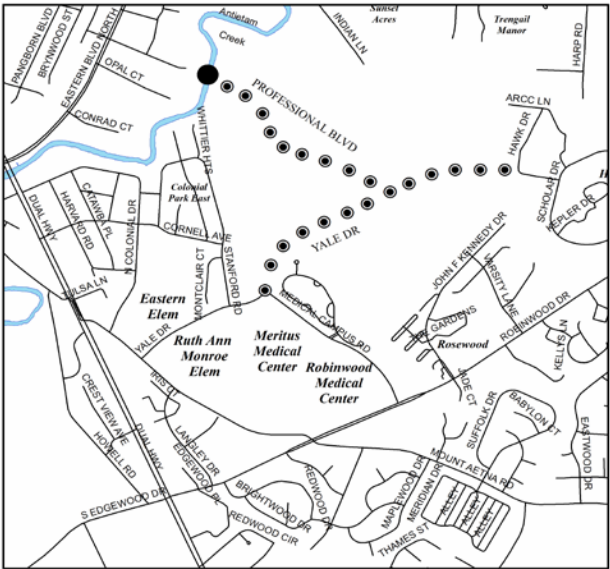 PANGBORN BLVD
BRYNWOOD ST
EASTERN BLVD NORTH
OPAL CT
CONRAD CT
Antietam
Creek
INDIAN LN
Sunset
Acres
Trengail
Manor
HARP RD
PROFESSIONAL BLVD
ARCC LN
HAWK DR
SCHOLAR DR
KEPLER DR
WHITTIER HTS
Colonial
Park East
DUAL HWY
HARVARD RD
CATAWBA PL
N COLONIAL DR
CORNELL AVE
MONTCLAIR CT
STANFORD RD
YALE DR
TULSA LN
Eastern
Elem
YALE DR
Ruth Ann
Monroe
Elem
Meritus
Medical
Center
MEDICAL CAMPUS RD
Robinwood
Medical
Center
JOHN F KENNEDY DR
VARSITY LANE
ROBINWOOD DR
GARDENS
Rosewood
KELLYS LN
JADE CT
IRIS CT
CREST VIEW AVE
HOWELL RD
DUAL HWY
LANGLEY DR
EDGEWOOD PL
S EDGEWOOD DR
BRIGHTWOOD DR
REDWOOD CIR
REDWOOD DR
MAPLEWOOD DR
MERIDIAN DR
THAMES ST
ALLEY
ALLEY
ALLEY
MOUNT AETNA RD
SUFFOLK DR
BABYLON CT
EASTWOOD DR